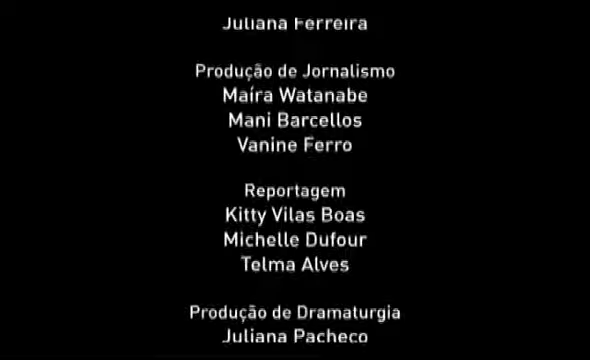 Juliana Ferreira
Produção de Jornalismo
Maíra Watanabe
Mani Barcellos
Vanine Ferro
Reportagem
Kitty Vilas Boas
Michelle Dufour
Telma Alves
Produção de Dramaturgia
Juliana Pacheco